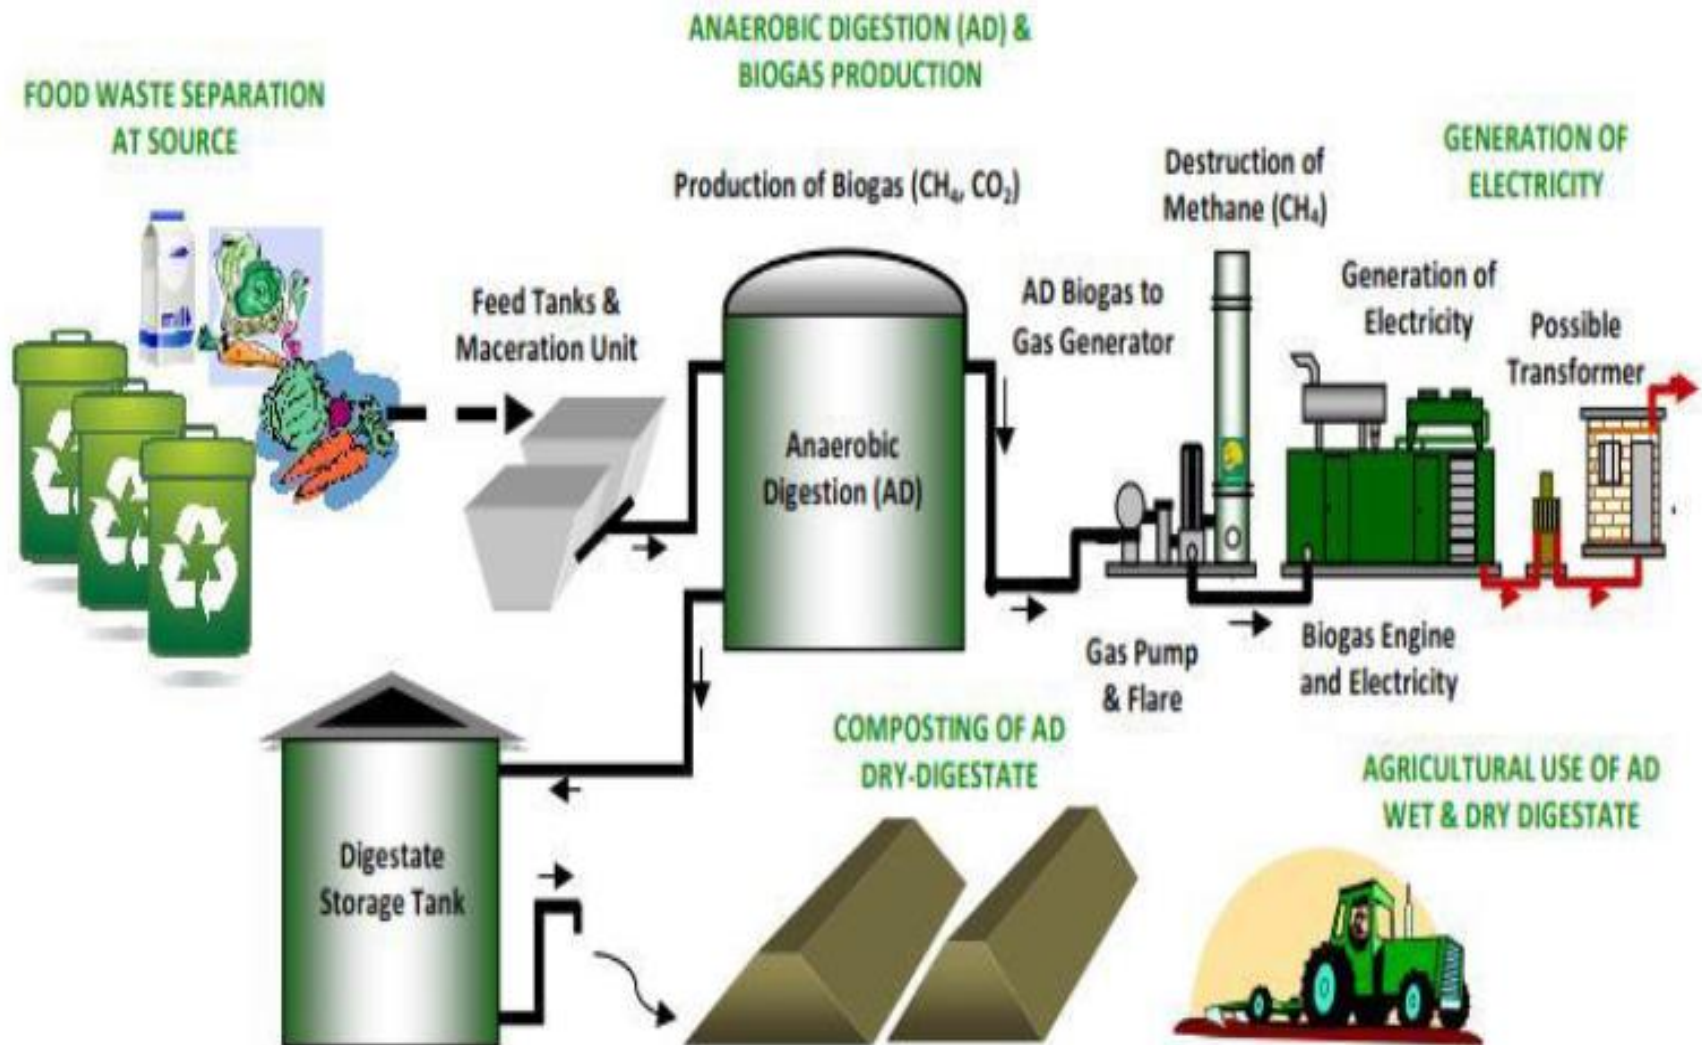 ANAEROBIC DIGESTION (AD) &
BIOGAS PRODUCTION
FOOD WASTE SEPARATION
AT SOURCE
GENERATION OF
ELECTRICITY
Destruction of
Methane (CH₄)
Production of Biogas (CH₄, CO₂)
milk
Feed Tanks &
Maceration Unit
AD Biogas to
Gas Generator
Generation of
Electricity
Possible
Transformer
Anaerobic
Digestion (AD)
Gas Pump
& Flare
Biogas Engine
and Electricity
COMPOSTING OF AD
DRY-DIGESTATE
AGRICULTURAL USE OF AD
WET & DRY DIGESTATE
Digestate
Storage Tank